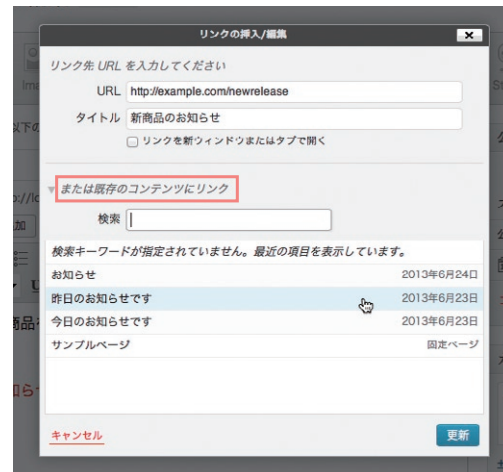 リンクの挿入/編集
リンク先 URL を入力してください
URL http://example.com/newrelease
タイトル 新商品のお知らせ
リンクを新ウィンドウまたはタブで開く
または既存のコンテンツにリンク
検索
検索キーワードが指定されていません。最近の項目を表示しています。
お知らせ 2013年6月24日
昨日のお知らせです 2013年6月23日
今日のお知らせです 2013年6月23日
サンプルページ 固定ページ
キャンセル 更新